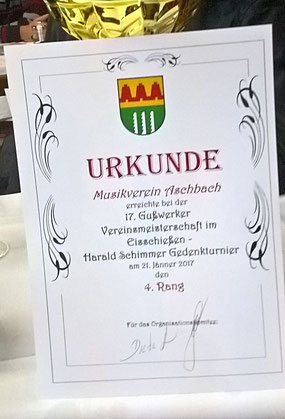 URKUNDE
Musikverein Aschbach
erreichte bei der
17. Gußwerker
Vereinsmeisterschaft im
Eisschießen -
Harald Schimmer Gedenkturnier
am 21. Jänner 2017
den
4. Rang
Für das Organisationskomitee: